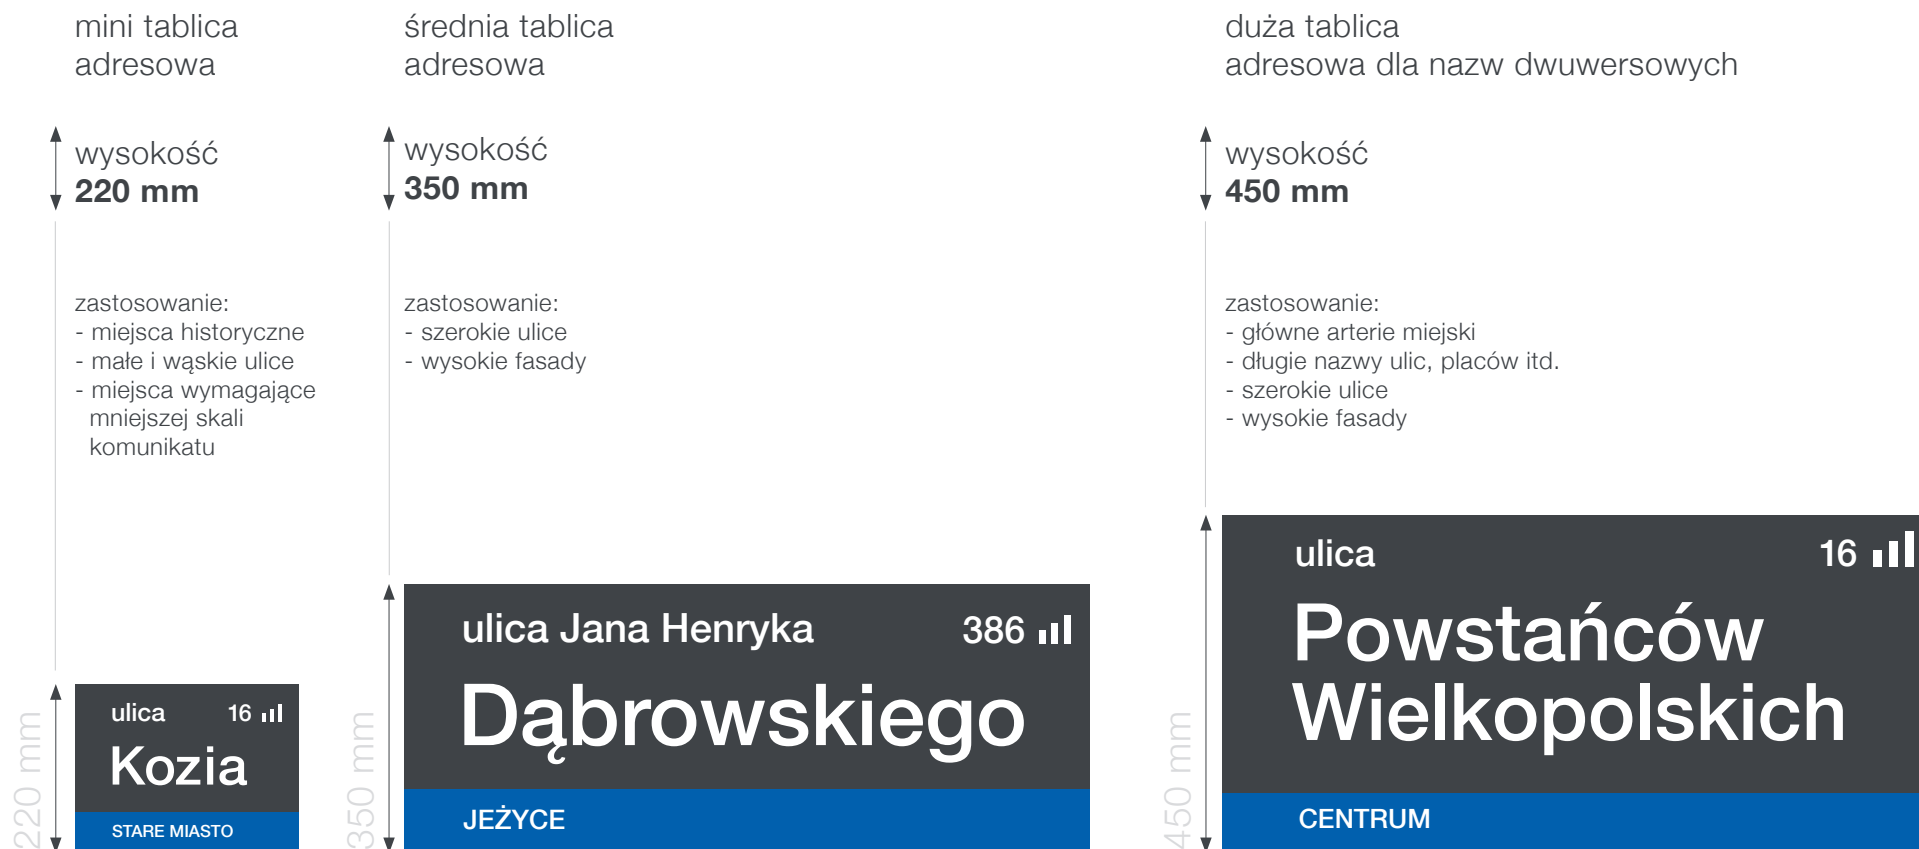 mini tablica
adresowa
wysokość
220 mm
zastosowanie:
- miejsca historyczne
- małe i wąskie ulice
- miejsca wymagające
mniejszej skali
komunikatu
220 mm
ulica 16
Kozia
STARE MIASTO
średnia tablica
adresowa
wysokość
350 mm
zastosowanie:
- szerokie ulice
- wysokie fasady
350 mm
ulica Jana Henryka 386
Dąbrowskiego
JEŻYCE
duża tablica
adresowa dla nazw dwuwersowych
wysokość
450 mm
zastosowanie:
- główne arterie miejski
- długie nazwy ulic, placów itd.
- szerokie ulice
- wysokie fasady
450 mm
ulica 16
Powstańców
Wielkopolskich
CENTRUM